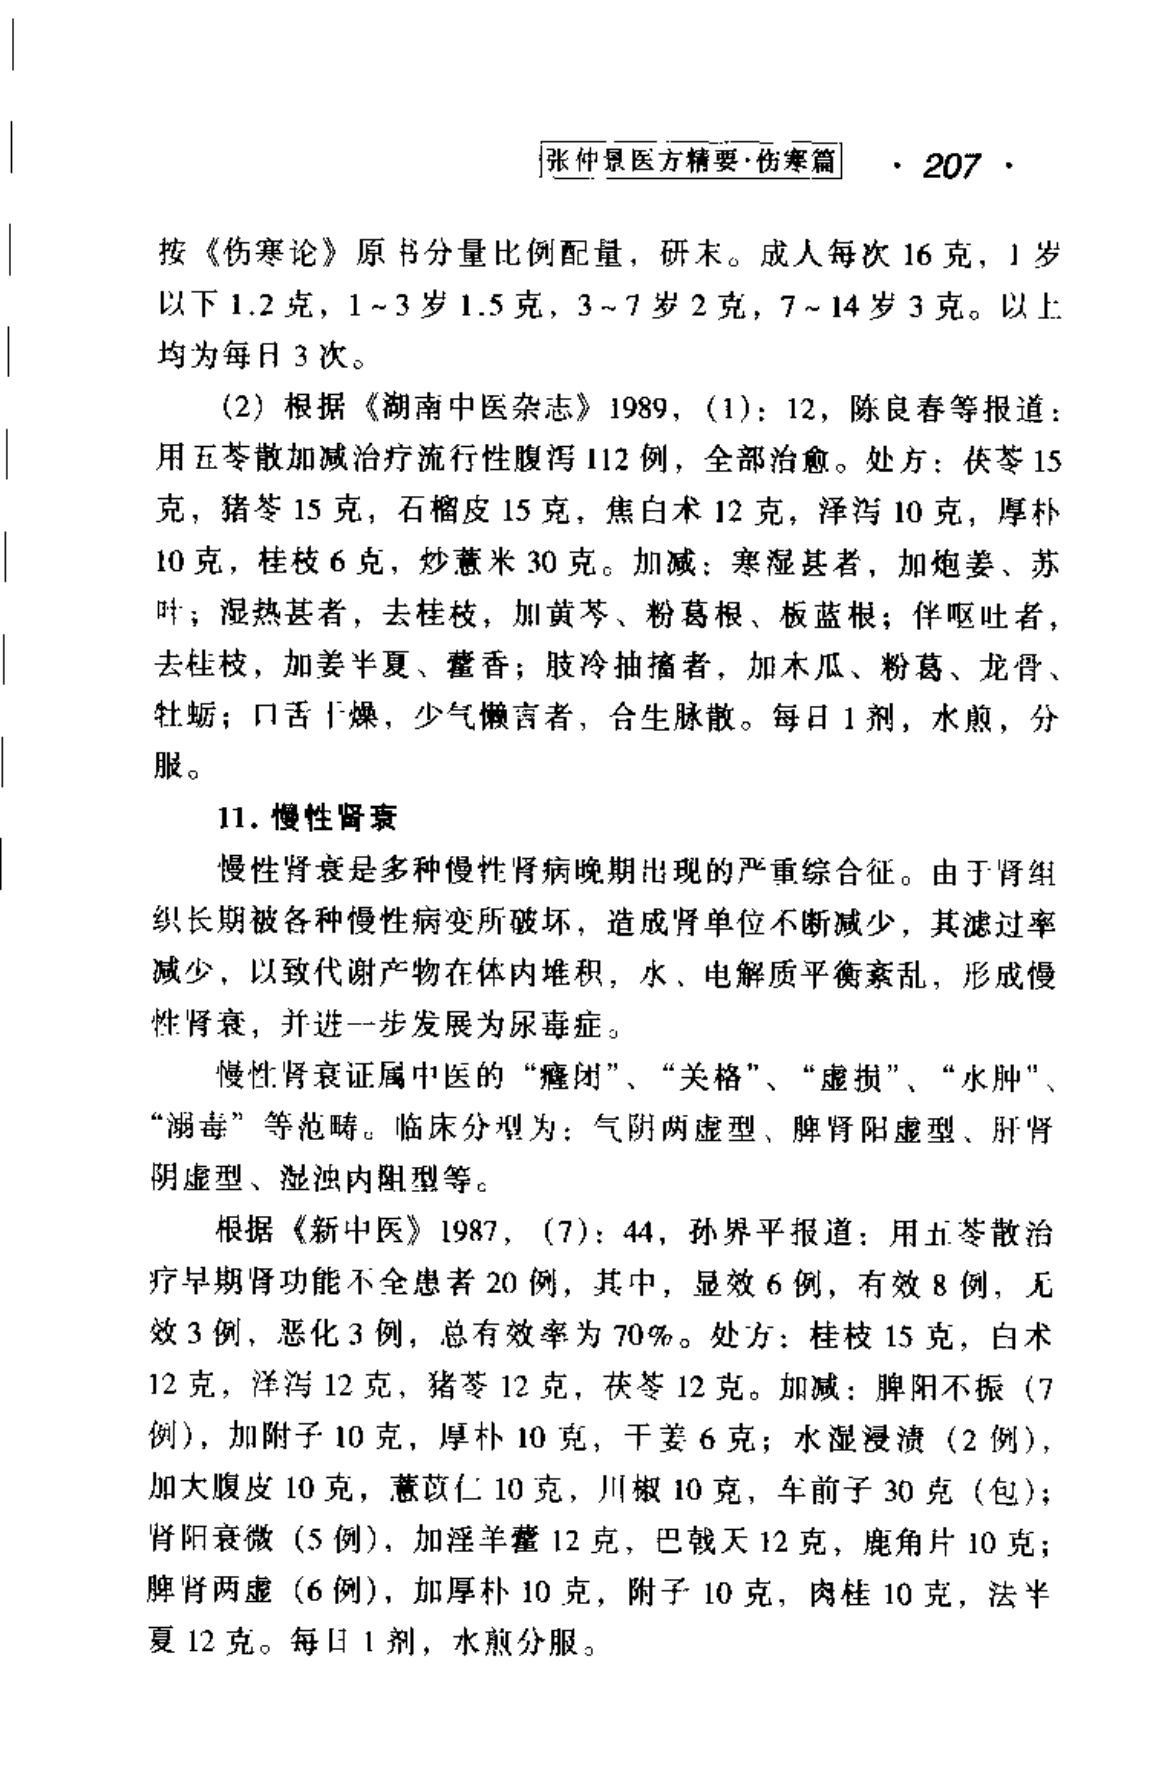 张仲景医方精要·伤寒篇 · 207 ·
按《伤寒论》原书分量比例配量，研末。成人每次 16 克，1 岁
以下 1.2 克，1～3 岁 1.5 克，3～7 岁 2 克，7～14 岁 3 克。以上
均为每日 3 次。
(2) 根据《湖南中医杂志》1989，(1)：12，陈良春等报道：
用五苓散加减治疗流行性腹泻 112 例，全部治愈。处方：茯苓 15
克，猪苓 15 克，石榴皮 15 克，焦白术 12 克，泽泻 10 克，厚朴
10 克，桂枝 6 克，炒薏米 30 克。加减：寒湿甚者，加炮姜、苏
叶；湿热甚者，去桂枝，加黄芩、粉葛根、板蓝根；伴呕吐者，
去桂枝，加姜半夏、藿香；肢冷抽搐者，加木瓜、粉葛、龙骨、
牡蛎；口舌干燥，少气懒言者，合生脉散。每日 1 剂，水煎，分
服。
11. 慢性肾衰
慢性肾衰是多种慢性肾病晚期出现的严重综合征。由于肾组
织长期被各种慢性病变所破坏，造成肾单位不断减少，其滤过率
减少，以致代谢产物在体内堆积，水、电解质平衡紊乱，形成慢
性肾衰，并进一步发展为尿毒症。
慢性肾衰证属中医的“癃闭”、“关格”、“虚损”、“水肿”、
“溺毒”等范畴。临床分型为：气阴两虚型、脾肾阳虚型、肝肾
阴虚型、湿浊内阻型等。
根据《新中医》1987，(7)：44，孙界平报道：用五苓散治
疗早期肾功能不全患者 20 例，其中，显效 6 例，有效 8 例，无
效 3 例，恶化 3 例，总有效率为 70%。处方：桂枝 15 克，白术
12 克，泽泻 12 克，猪苓 12 克，茯苓 12 克。加减：脾阳不振（7
例），加附子 10 克，厚朴 10 克，干姜 6 克；水湿浸渍（2 例），
加大腹皮 10 克，薏苡仁 10 克，川椒 10 克，车前子 30 克（包）；
肾阳衰微（5 例），加淫羊藿 12 克，巴戟天 12 克，鹿角片 10 克；
脾肾两虚（6 例），加厚朴 10 克，附子 10 克，肉桂 10 克，法半
夏 12 克。每日 1 剂，水煎分服。